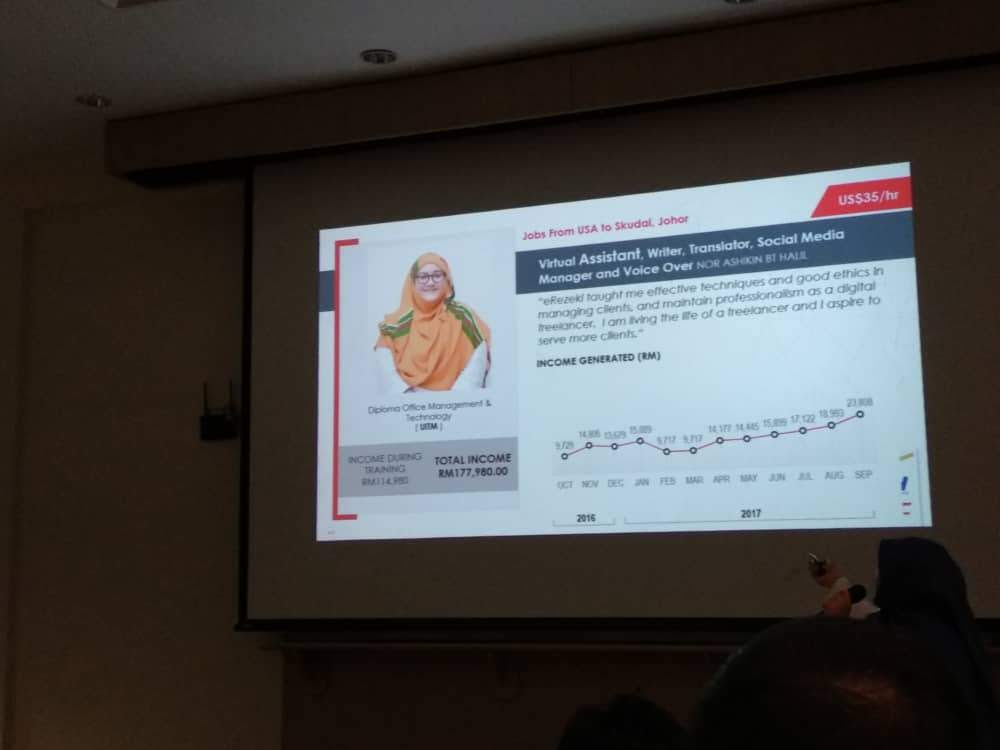 US$35/hr
Jobs From USA to Skudai, Johor
Virtual Assistant, Writer, Translator, Social Media
Manager and Voice Over NOR ASHIKIN BT HALIL
"eRezeki taught me effective techniques and good ethics in
managing clients, and maintain professionalism as a digital
freelancer. I am living the life of a freelancer and I aspire to
serve more clients."
INCOME GENERATED (RM)
Diploma Office Management &
Technology
( UiTM )
INCOME DURING
TRAINING
RM114,980
TOTAL INCOME
RM177,980.00
9,729 14,806 13,679 15,889 9,717 9,717 14,177 14,445 15,899 17,122 18,993 23,808
OCT NOV DEC JAN FEB MAR APR MAY JUN JUL AUG SEP
2016 2017